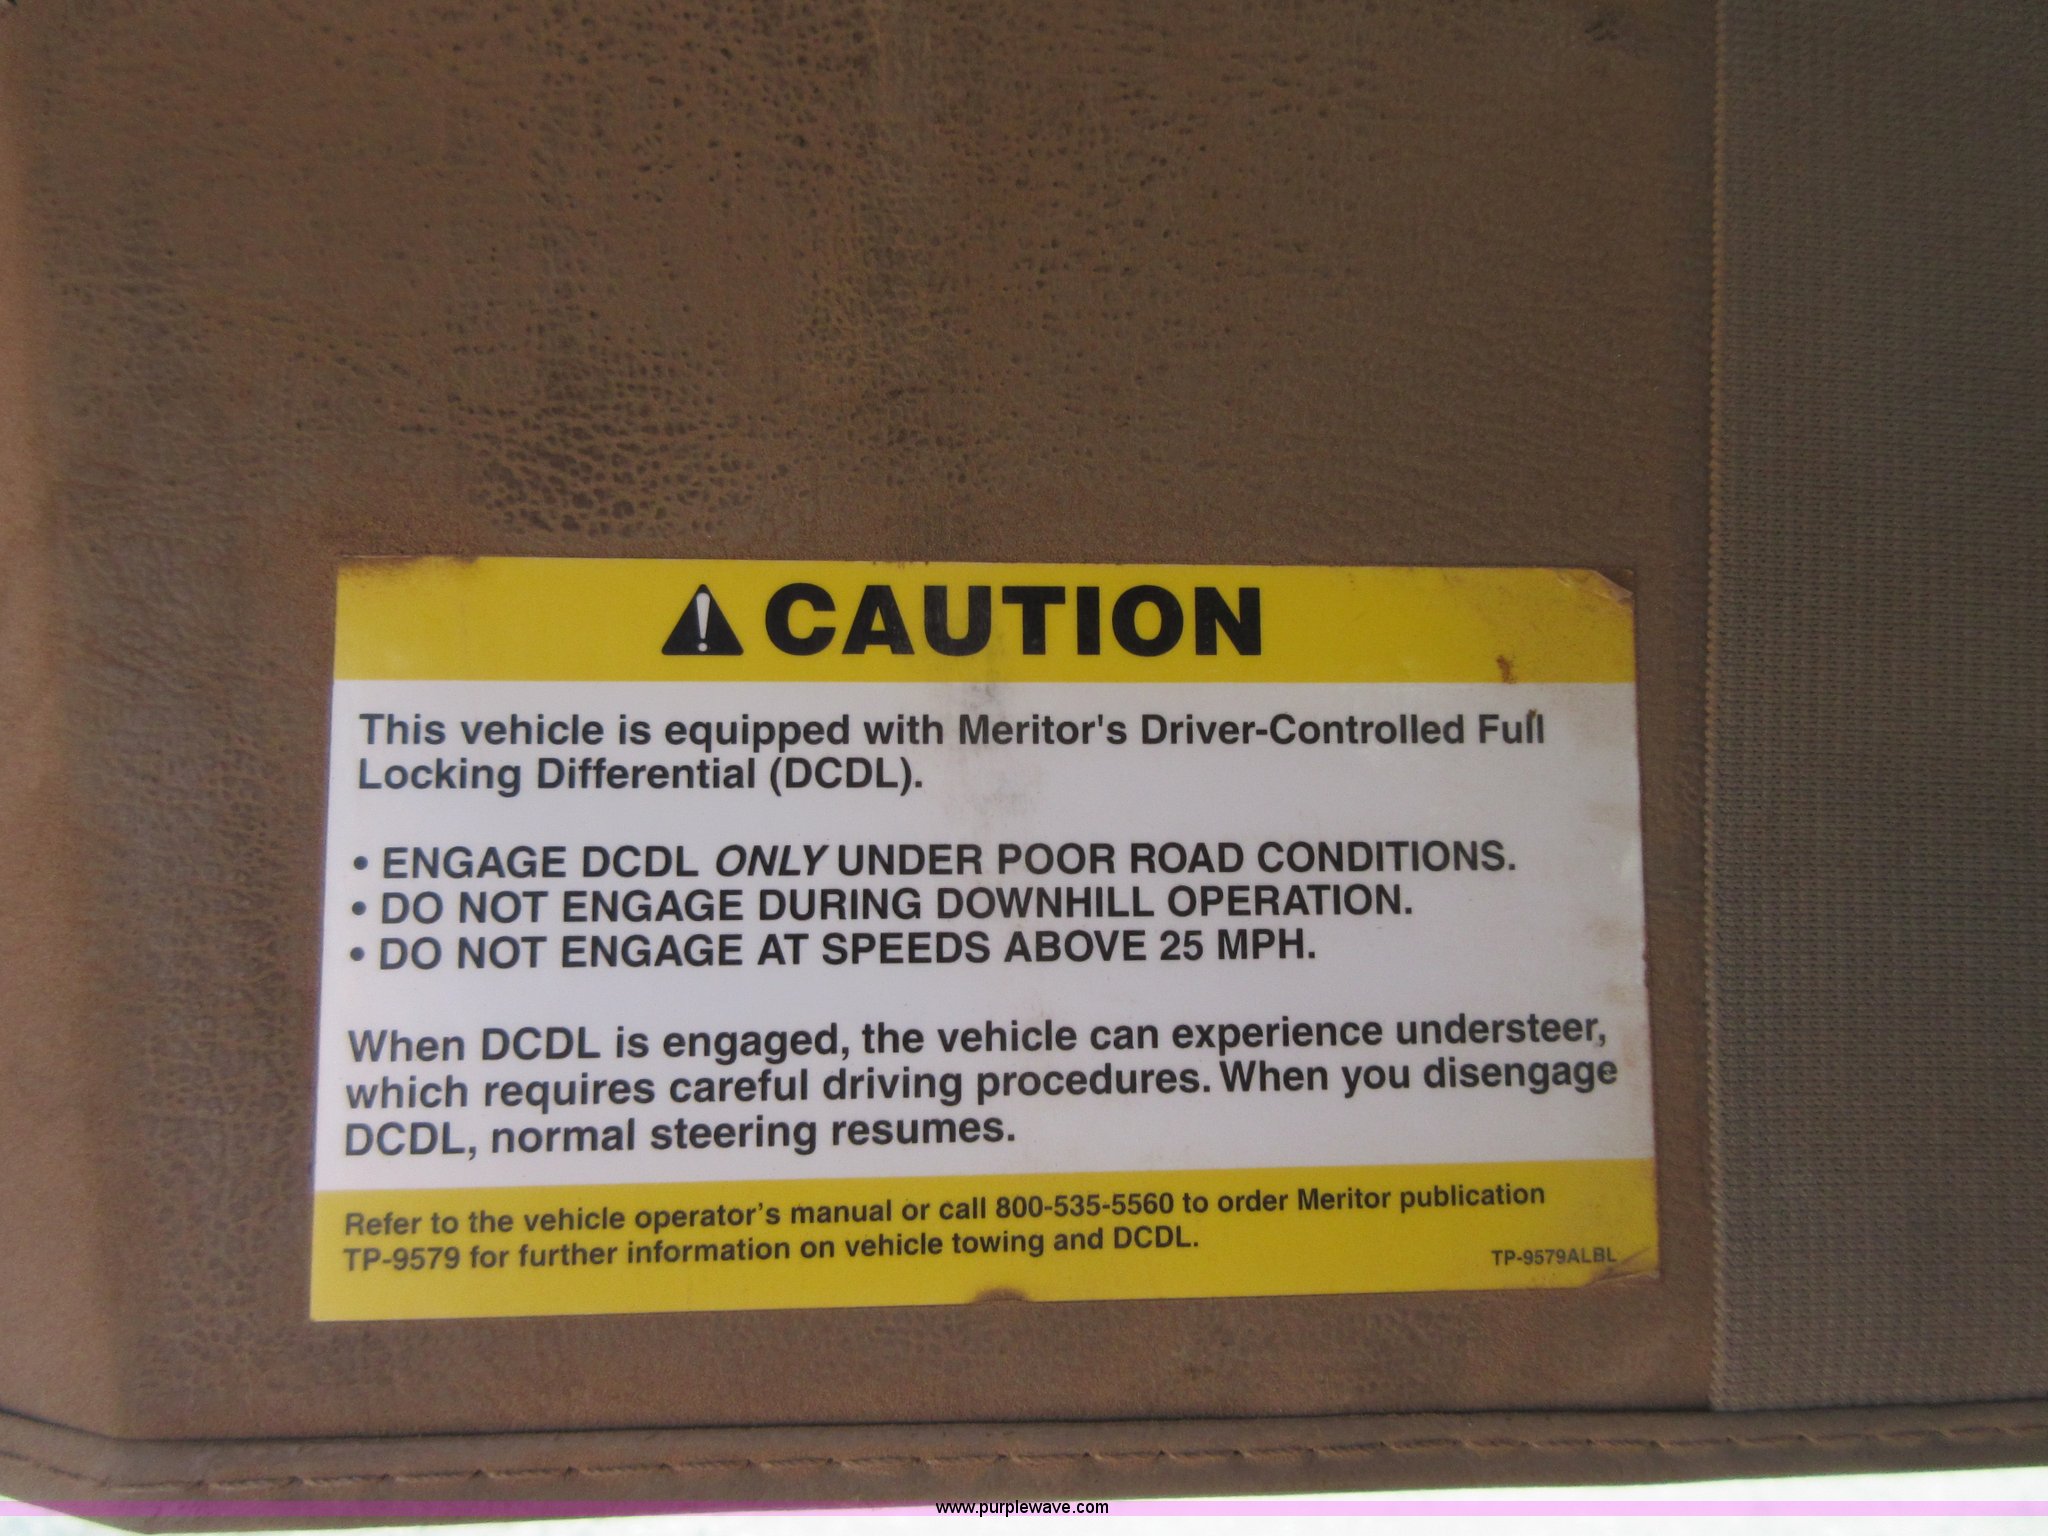 CAUTION
This vehicle is equipped with Meritor's Driver-Controlled Full
Locking Differential (DCDL).
• ENGAGE DCDL ONLY UNDER POOR ROAD CONDITIONS.
• DO NOT ENGAGE DURING DOWNHILL OPERATION.
• DO NOT ENGAGE AT SPEEDS ABOVE 25 MPH.
When DCDL is engaged, the vehicle can experience understeer,
which requires careful driving procedures. When you disengage
DCDL, normal steering resumes.
Refer to the vehicle operator's manual or call 800-535-5560 to order Meritor publication
TP-9579 for further information on vehicle towing and DCDL.
TP-9579ALBL
www.purplewave.com